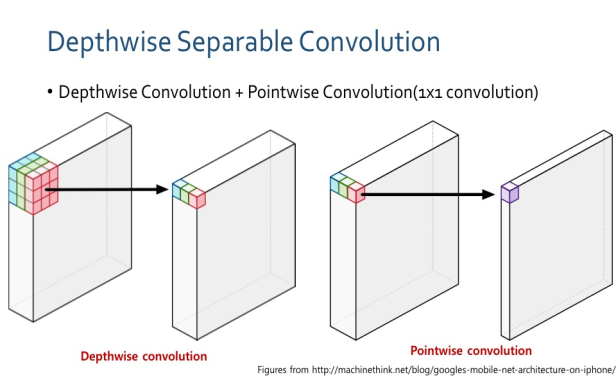 Depthwise Separable Convolution
• Depthwise Convolution + Pointwise Convolution(1x1 convolution)
Depthwise convolution
Pointwise convolution
Figures from http://machinethink.net/blog/googles-mobile-net-architecture-on-iphone/